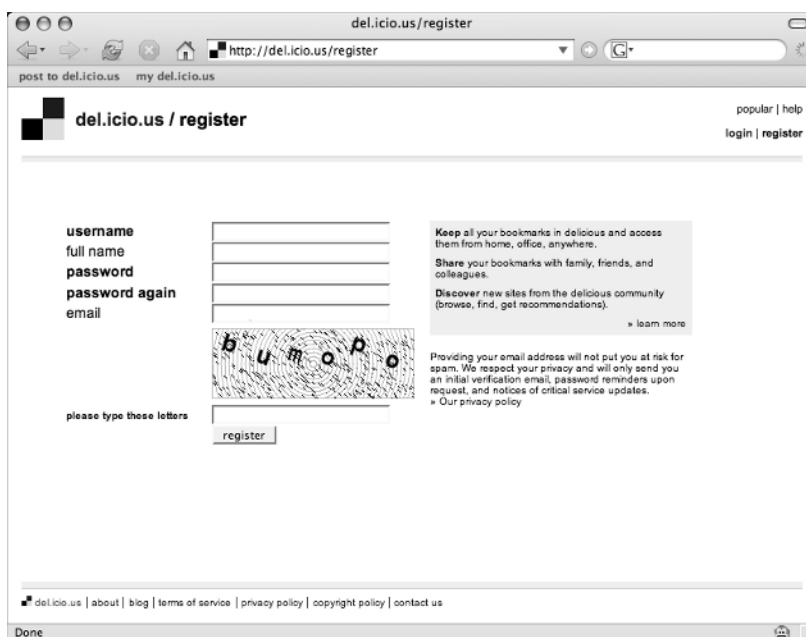 del.icio.us/register
http://del.icio.us/register
G
post to del.icio.us my del.icio.us
del.icio.us / register
popular | help
login | register
username
full name
password
password again
email
bumopo
please type these letters
register
Keep all your bookmarks in delicious and access
them from home, office, anywhere.
Share your bookmarks with family, friends, and
colleagues.
Discover new sites from the delicious community
(browse, find, get recommendations).
» learn more
Providing your email address will not put you at risk for
spam. We respect your privacy and will only send you
an initial verification email, password reminders upon
request, and notices of critical service updates.
» Our privacy policy
del.icio.us | about | blog | terms of service | privacy policy | copyright policy | contact us
Done